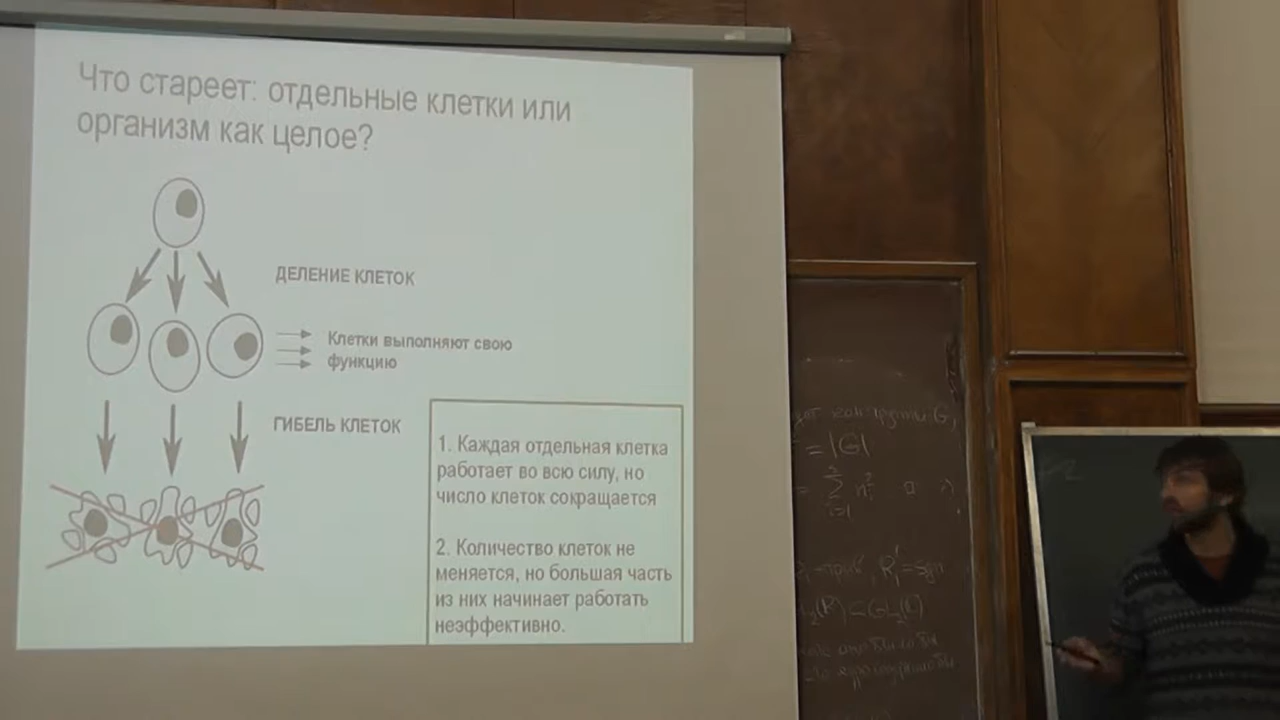 Что стареет: отдельные клетки или
организм как целое?
ДЕЛЕНИЕ КЛЕТОК
Клетки выполняют свою
функцию
ГИБЕЛЬ КЛЕТОК
1. Каждая отдельная клетка
работает во всю силу, но
число клеток сокращается
2. Количество клеток не
меняется, но большая часть
из них начинает работать
неэффективно.
= |G|